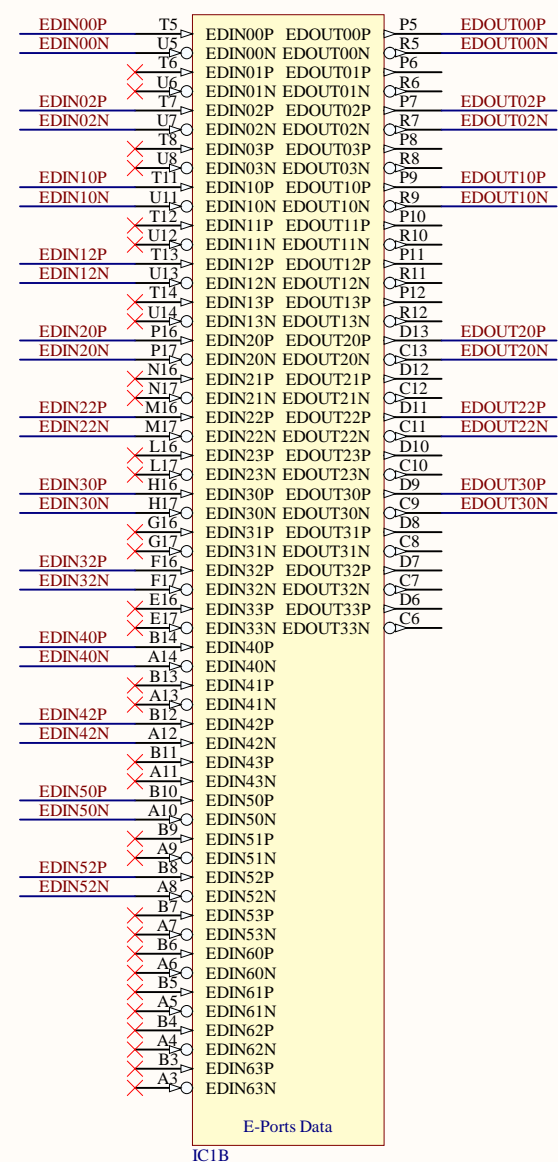 EDIN00P T5 EDIN00P EDOUT00P P5 EDOUT00P
EDIN00N U5 EDIN00N EDOUT00N R5 EDOUT00N
T6 EDIN01P EDOUT01P P6
U6 EDIN01N EDOUT01N R6
EDIN02P T7 EDIN02P EDOUT02P P7 EDOUT02P
EDIN02N U7 EDIN02N EDOUT02N R7 EDOUT02N
T8 EDIN03P EDOUT03P P8
U8 EDIN03N EDOUT03N R8
EDIN10P T11 EDIN10P EDOUT10P P9 EDOUT10P
EDIN10N U11 EDIN10N EDOUT10N R9 EDOUT10N
T12 EDIN11P EDOUT11P P10
U12 EDIN11N EDOUT11N R10
EDIN12P T13 EDIN12P EDOUT12P P11
EDIN12N U13 EDIN12N EDOUT12N R11
T14 EDIN13P EDOUT13P P12
U14 EDIN13N EDOUT13N R12
EDIN20P P16 EDIN20P EDOUT20P D13 EDOUT20P
EDIN20N P17 EDIN20N EDOUT20N C13 EDOUT20N
N16 EDIN21P EDOUT21P D12
N17 EDIN21N EDOUT21N C12
EDIN22P M16 EDIN22P EDOUT22P D11 EDOUT22P
EDIN22N M17 EDIN22N EDOUT22N C11 EDOUT22N
L16 EDIN23P EDOUT23P D10
L17 EDIN23N EDOUT23N C10
EDIN30P H16 EDIN30P EDOUT30P D9 EDOUT30P
EDIN30N H17 EDIN30N EDOUT30N C9 EDOUT30N
G16 EDIN31P EDOUT31P D8
G17 EDIN31N EDOUT31N C8
EDIN32P F16 EDIN32P EDOUT32P D7
EDIN32N F17 EDIN32N EDOUT32N C7
E16 EDIN33P EDOUT33P D6
E17 EDIN33N EDOUT33N C6
EDIN40P B14 EDIN40P
EDIN40N A14 EDIN40N
B13 EDIN41P
A13 EDIN41N
EDIN42P B12 EDIN42P
EDIN42N A12 EDIN42N
B11 EDIN43P
A11 EDIN43N
EDIN50P B10 EDIN50P
EDIN50N A10 EDIN50N
B9 EDIN51P
A9 EDIN51N
EDIN52P B8 EDIN52P
EDIN52N A8 EDIN52N
B7 EDIN53P
A7 EDIN53N
B6 EDIN60P
A6 EDIN60N
B5 EDIN61P
A5 EDIN61N
B4 EDIN62P
A4 EDIN62N
B3 EDIN63P
A3 EDIN63N
E-Ports Data
IC1B